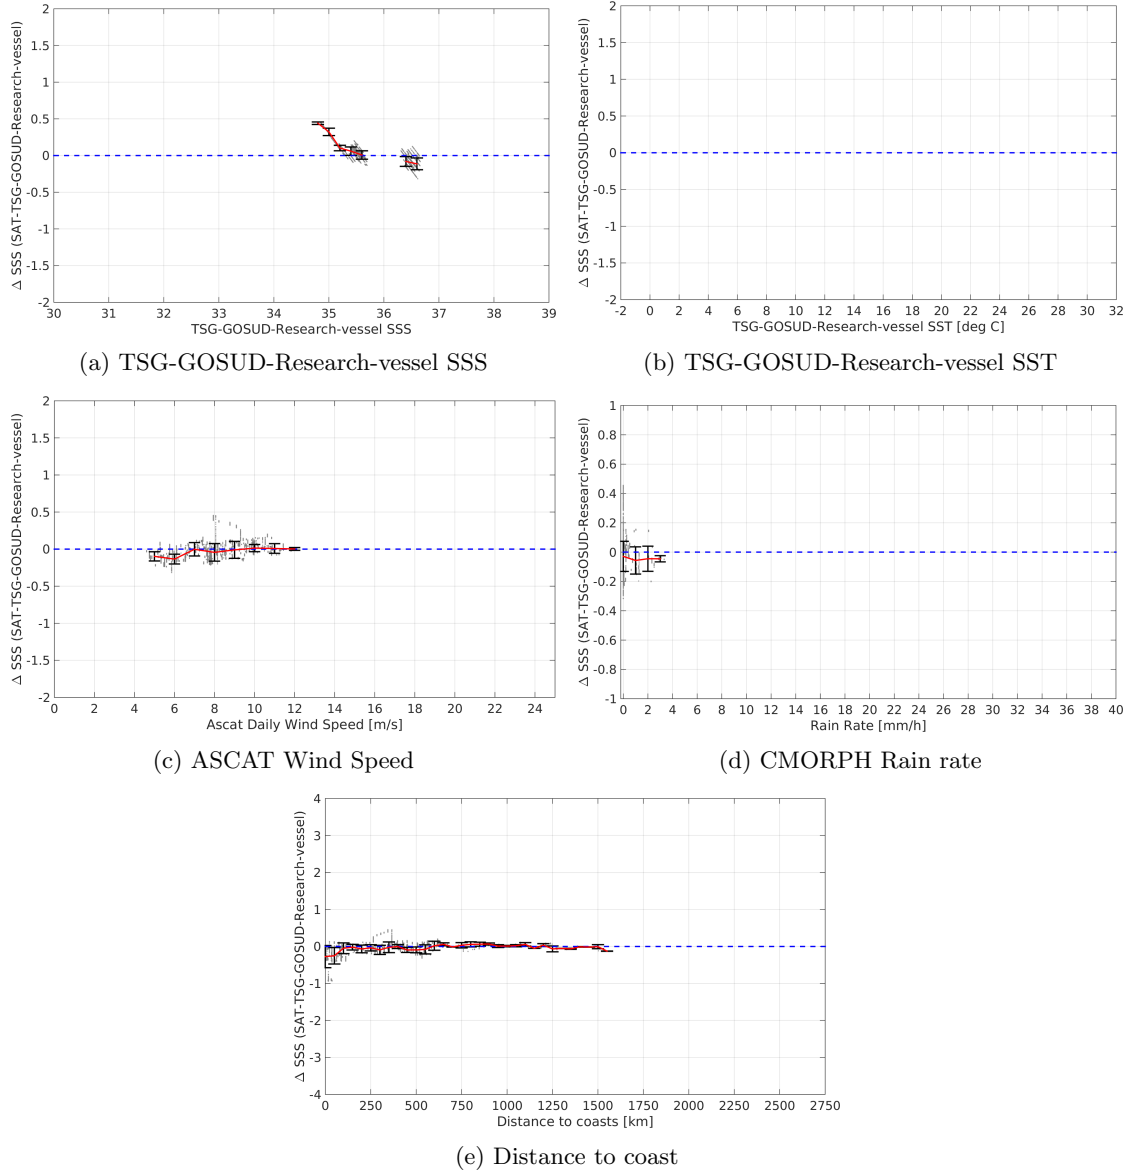 2
1.5
1
0.5
0
-0.5
-1
-1.5
-2
Δ SSS (SAT-TSG-GOSUD-Research-vessel)
30 31 32 33 34 35 36 37 38 39
TSG-GOSUD-Research-vessel SSS
(a) TSG-GOSUD-Research-vessel SSS
2
1.5
1
0.5
0
-0.5
-1
-1.5
-2
Δ SSS (SAT-TSG-GOSUD-Research-vessel)
-2 0 2 4 6 8 10 12 14 16 18 20 22 24 26 28 30 32
TSG-GOSUD-Research-vessel SST [deg C]
(b) TSG-GOSUD-Research-vessel SST
2
1.5
1
0.5
0
-0.5
-1
-1.5
-2
Δ SSS (SAT-TSG-GOSUD-Research-vessel)
0 2 4 6 8 10 12 14 16 18 20 22 24
Ascat Daily Wind Speed [m/s]
(c) ASCAT Wind Speed
1
0.8
0.6
0.4
0.2
0
-0.2
-0.4
-0.6
-0.8
-1
Δ SSS (SAT-TSG-GOSUD-Research-vessel)
0 2 4 6 8 10 12 14 16 18 20 22 24 26 28 30 32 34 36 38 40
Rain Rate [mm/h]
(d) CMORPH Rain rate
4
3
2
1
0
-1
-2
-3
-4
Δ SSS (SAT-TSG-GOSUD-Research-vessel)
0 250 500 750 1000 1250 1500 1750 2000 2250 2500 2750
Distance to coasts [km]
(e) Distance to coast